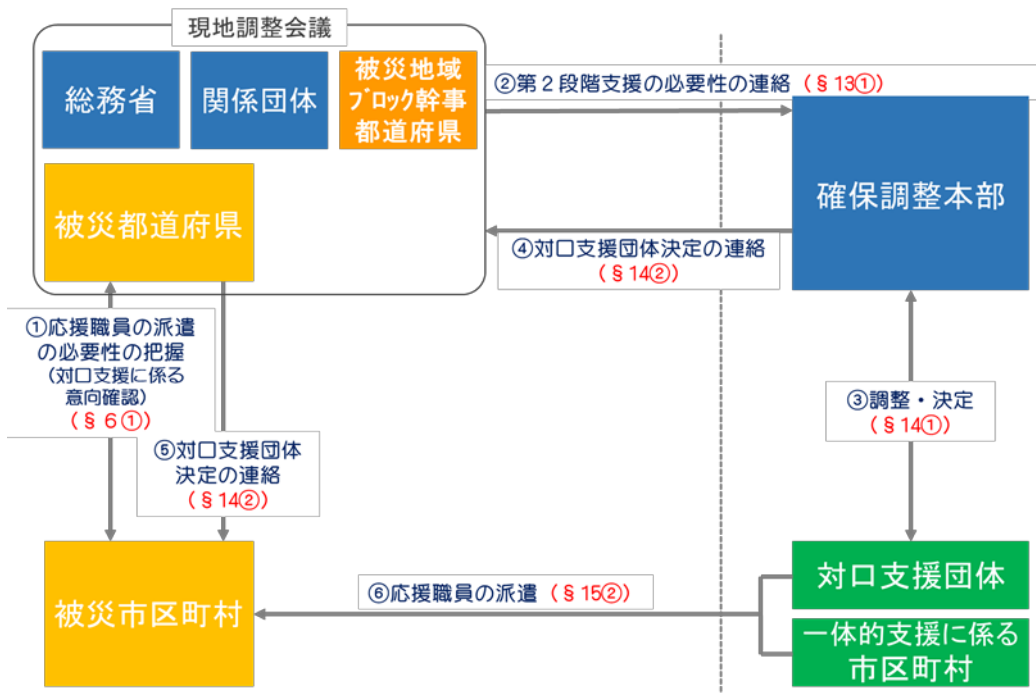 現地調整会議
総務省
関係団体
被災地域
ブロック幹事
都道府県
被災都道府県
②第２段階支援の必要性の連絡（§13①）
確保調整本部
④対口支援団体決定の連絡
（§14②）
①応援職員の派遣
の必要性の把握
（対口支援に係る
意向確認）
（§６①）
③調整・決定
（§14①）
⑤対口支援団体
決定の連絡
（§14②）
被災市区町村
⑥応援職員の派遣（§15②）
対口支援団体
一体的支援に係る
市区町村